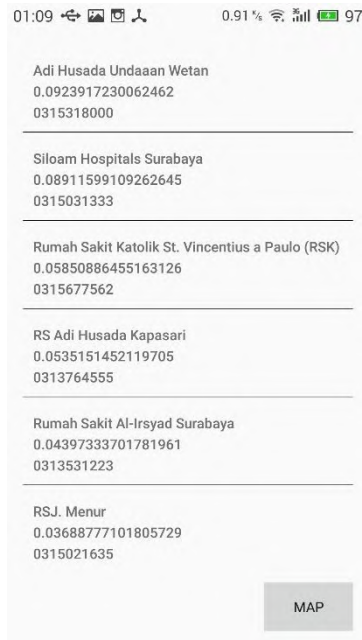 01:09 0.91 K/s 3G 97
Adi Husada Undaaan Wetan
0.0923917230062462
0315318000
Siloam Hospitals Surabaya
0.08911599109262645
0315031333
Rumah Sakit Katolik St. Vincentius a Paulo (RSK)
0.05850886455163126
0315677562
RS Adi Husada Kapasari
0.0535151452119705
0313764555
Rumah Sakit Al-Irsyad Surabaya
0.04397333701781961
0313531223
RSJ. Menur
0.03688777101805729
0315021635
MAP